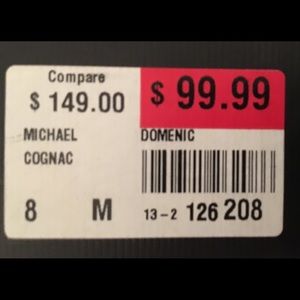 Compare
$ 149.00 $ 99.99
MICHAEL DOMENIC
COGNAC
8 M 13-2 126 208